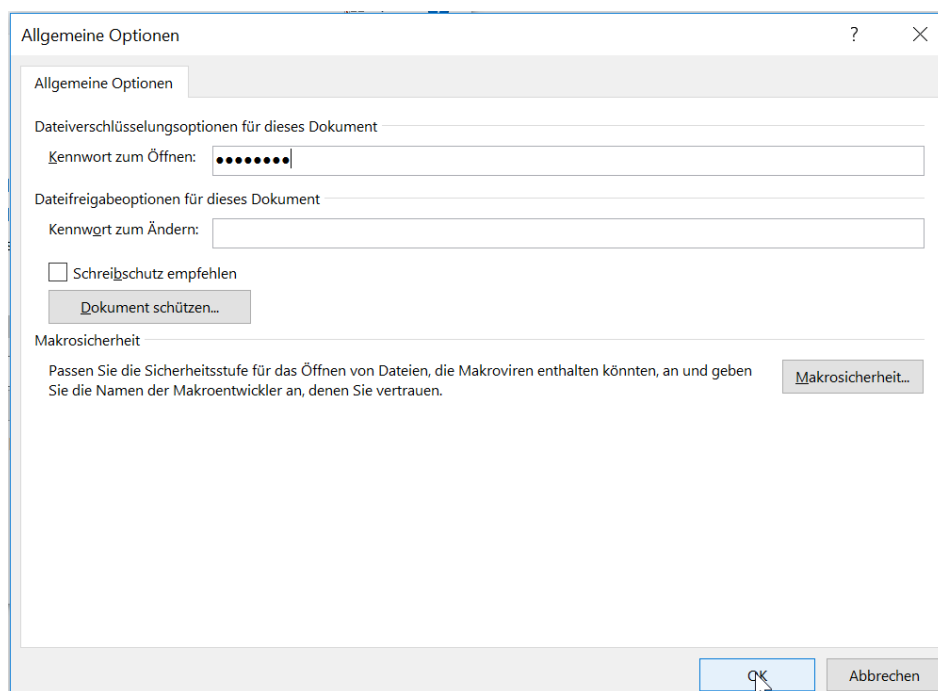 Allgemeine Optionen
?
Allgemeine Optionen
Dateiverschlüsselungsoptionen für dieses Dokument
Kennwort zum Öffnen: ●●●●●●●●
Dateifreigabeoptionen für dieses Dokument
Kennwort zum Ändern:
Schreibschutz empfehlen
Dokument schützen...
Makrosicherheit
Passen Sie die Sicherheitsstufe für das Öffnen von Dateien, die Makroviren enthalten könnten, an und geben
Sie die Namen der Makroentwickler an, denen Sie vertrauen.
Makrosicherheit...
OK
Abbrechen